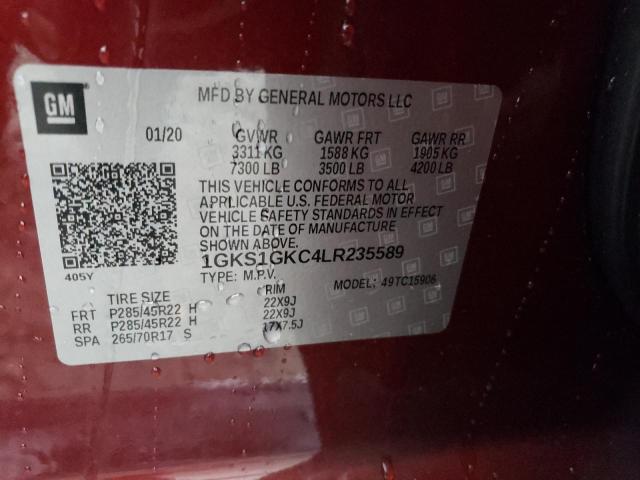 GM
MFD BY GENERAL MOTORS LLC
01/20 GVWR GAWR FRT GAWR RR
3311 KG 1588 KG 1905 KG
7300 LB 3500 LB 4200 LB
THIS VEHICLE CONFORMS TO ALL
APPLICABLE U.S. FEDERAL MOTOR
VEHICLE SAFETY STANDARDS IN EFFECT
ON THE DATE OF MANUFACTURE
SHOWN ABOVE.
1GKS1GKC4LR235589
405Y TYPE: M.P.V. MODEL: 49TC15906
TIRE SIZE RIM
FRT P285/45R22 H 22X9J
RR P285/45R22 H 22X9J
SPA 265/70R17 S 17X7.5J